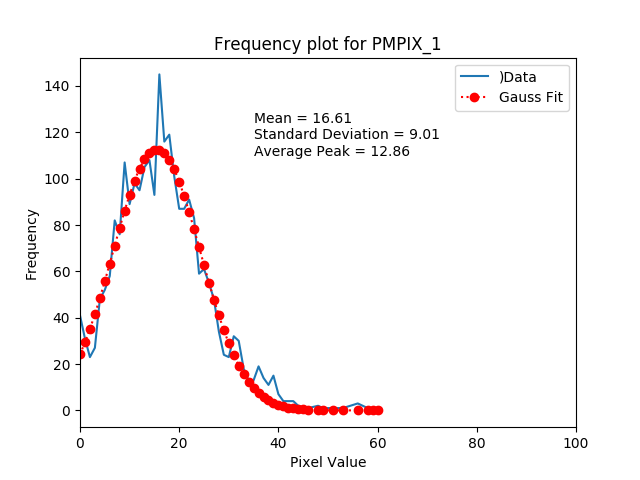 Frequency plot for PMPIX_1
)Data
Gauss Fit
Mean = 16.61
Standard Deviation = 9.01
Average Peak = 12.86
Frequency
140
120
100
80
60
40
20
0
0 20 40 60 80 100
Pixel Value